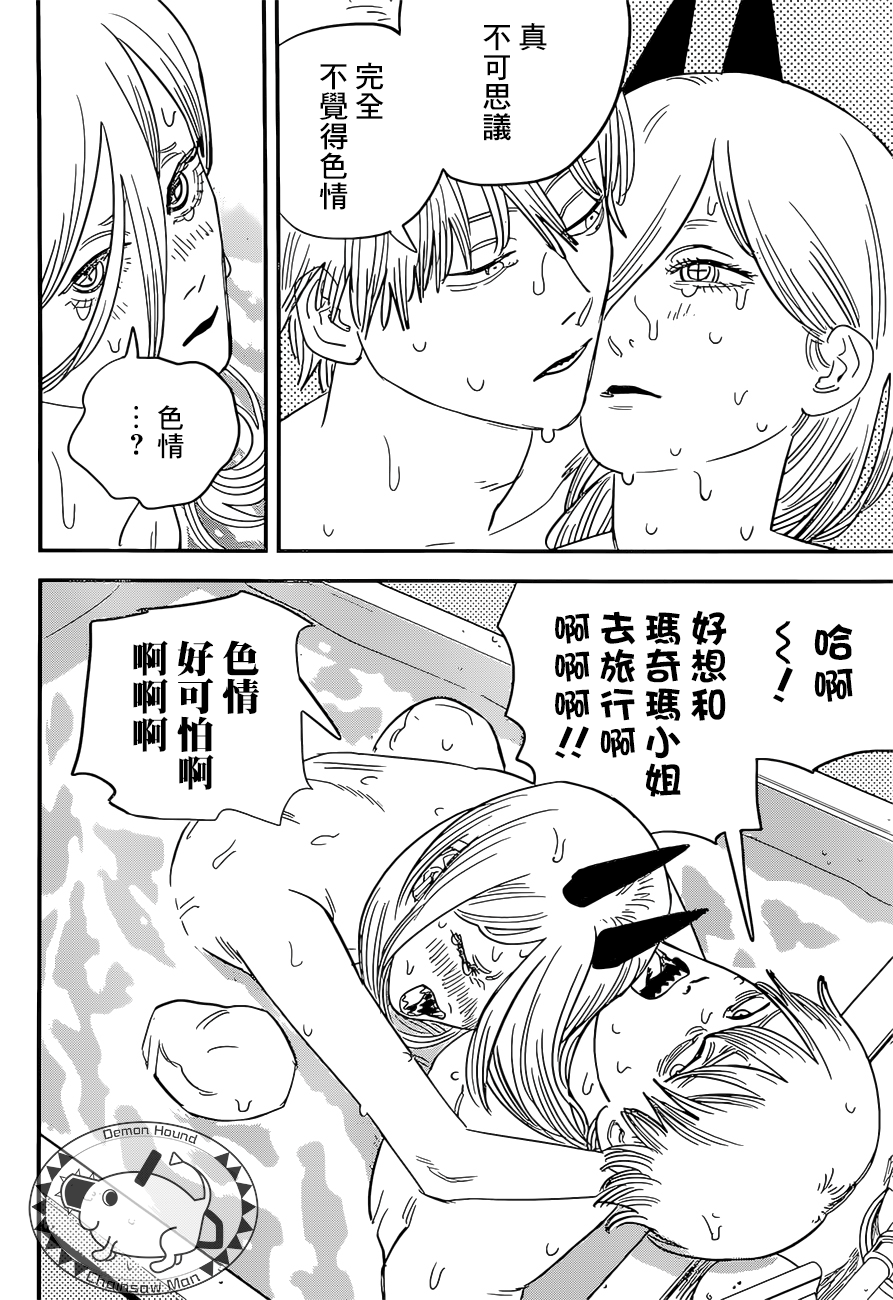 真
不可思議
完全
不覺得色情
色情
…?
哈啊
～！
好想和
瑪奇瑪小姐
去旅行啊
啊啊啊!!
色情
好可怕啊
啊啊啊
Demon Hound
Chainsaw Man